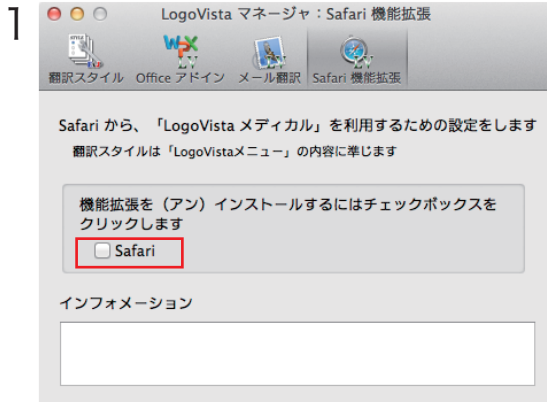 1
LogoVista マネージャ：Safari 機能拡張
翻訳スタイル Office アドイン メール翻訳 Safari 機能拡張
Safari から、「LogoVista メディカル」を利用するための設定をします
翻訳スタイルは「LogoVistaメニュー」の内容に準じます
機能拡張を（アン）インストールするにはチェックボックスを
クリックします
Safari
インフォメーション